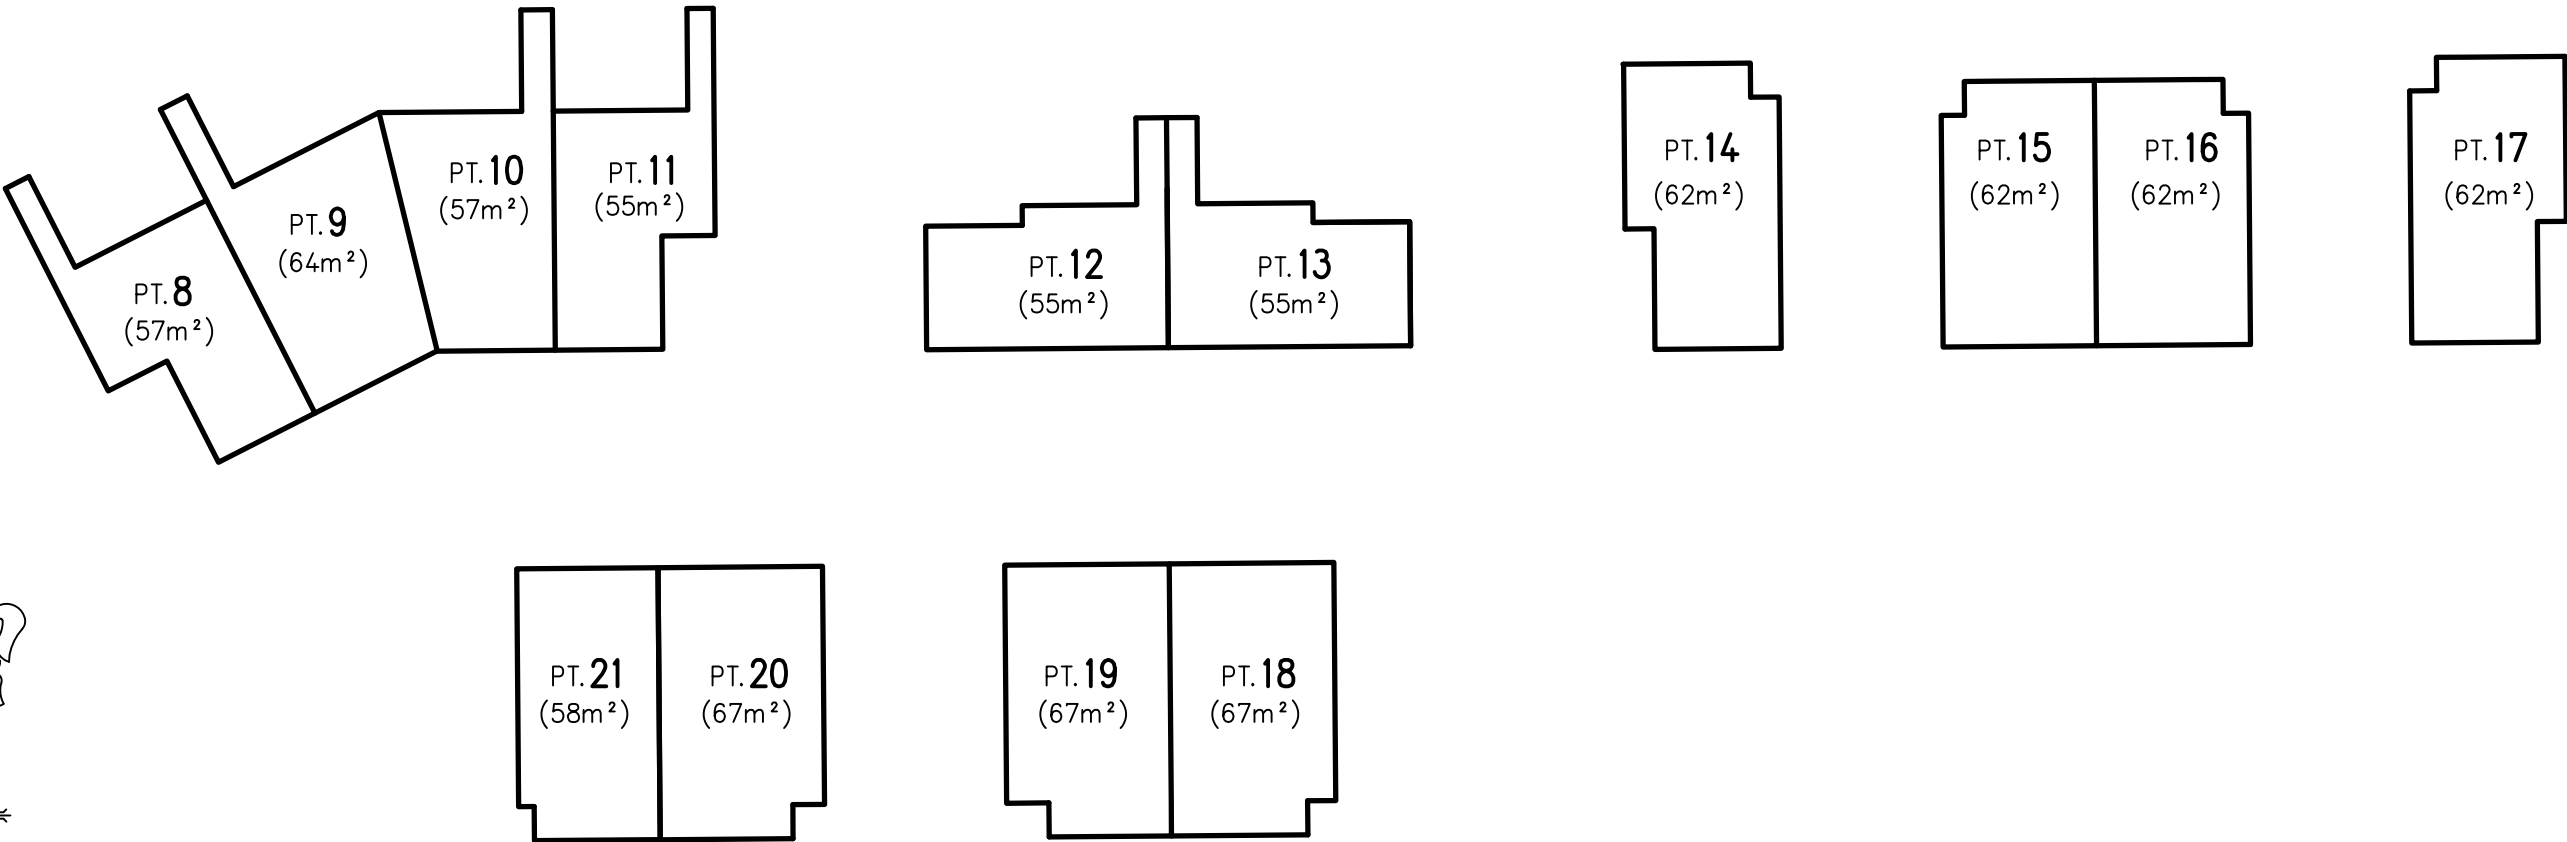 PT.8
(57m²)
PT.9
(64m²)
PT.10
(57m²)
PT.11
(55m²)
PT.12
(55m²)
PT.13
(55m²)
PT.14
(62m²)
PT.15
(62m²)
PT.16
(62m²)
PT.17
(62m²)
PT.21
(58m²)
PT.20
(67m²)
PT.19
(67m²)
PT.18
(67m²)